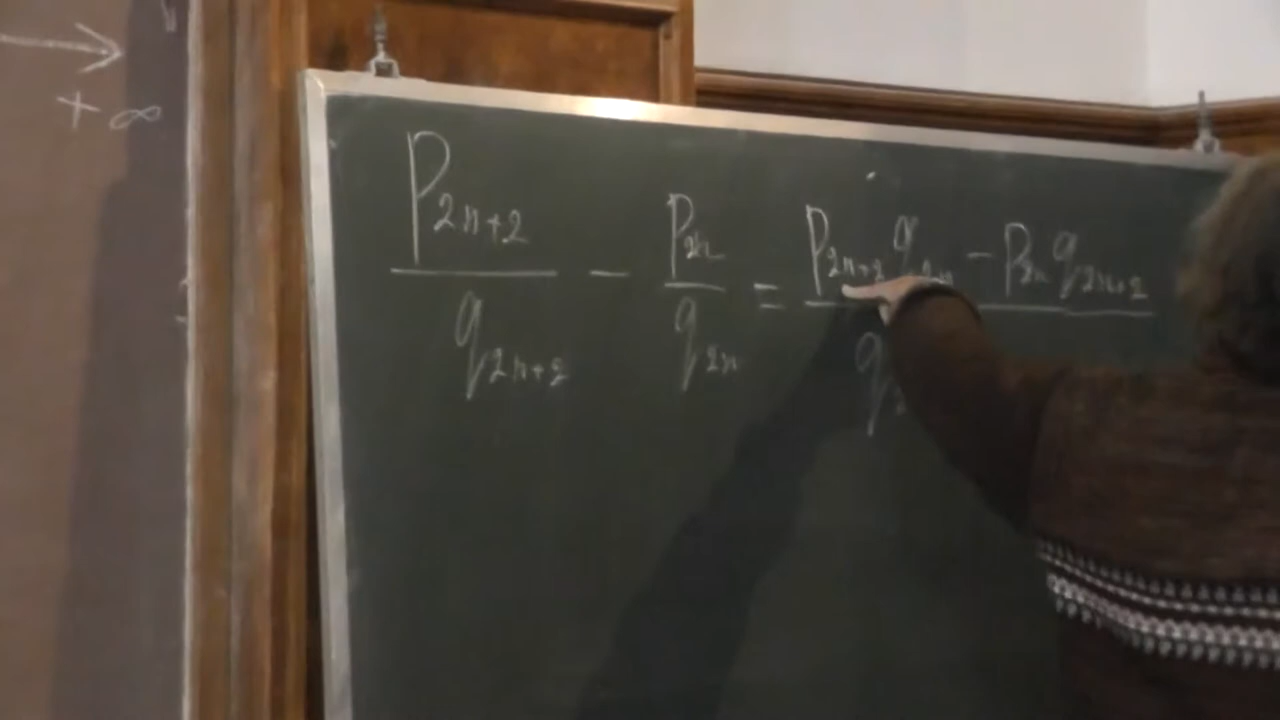 →
+∞
p_{2n+2} / q_{2n+2} − p_{2n} / q_{2n} = p_{2n+2} q_{2n} − p_{2n} q_{2n+2} / q